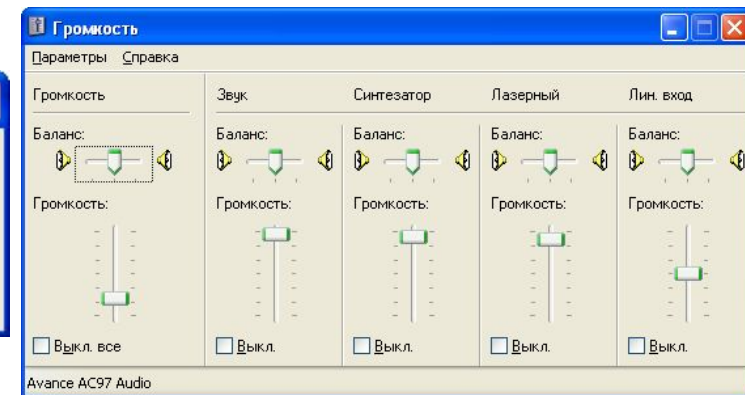 Громкость
Параметры Справка
Громкость Звук Синтезатор Лазерный Лин. вход
Баланс: Баланс: Баланс: Баланс: Баланс:
Громкость: Громкость: Громкость: Громкость: Громкость:
Выкл. все Выкл. Выкл. Выкл. Выкл.
Avance AC97 Audio